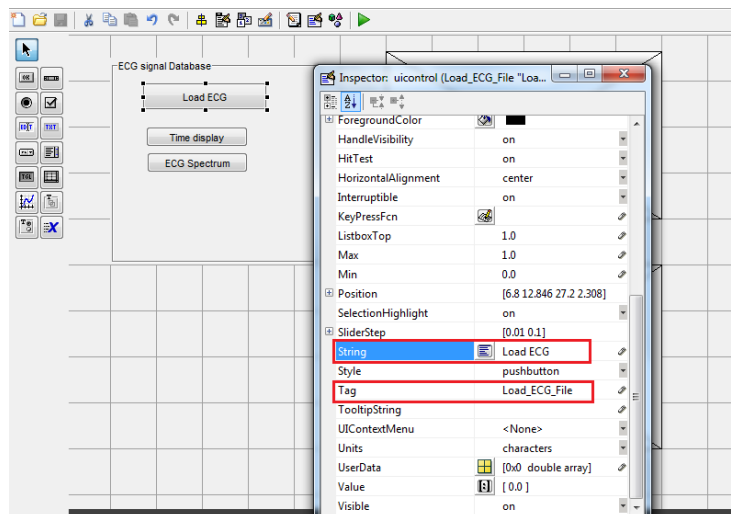 ECG signal Database
Load ECG
Time display
ECG Spectrum
Inspector: uicontrol (Load_ECG_File "Loa...
ForegroundColor
HandleVisibility on
HitTest on
HorizontalAlignment center
Interruptible on
KeyPressFcn
ListboxTop 1.0
Max 1.0
Min 0.0
Position [6.8 12.846 27.2 2.308]
SelectionHighlight on
SliderStep [0.01 0.1]
String Load ECG
Style pushbutton
Tag Load_ECG_File
TooltipString
UIContextMenu <None>
Units characters
UserData [0x0 double array]
Value [ 0.0 ]
Visible on